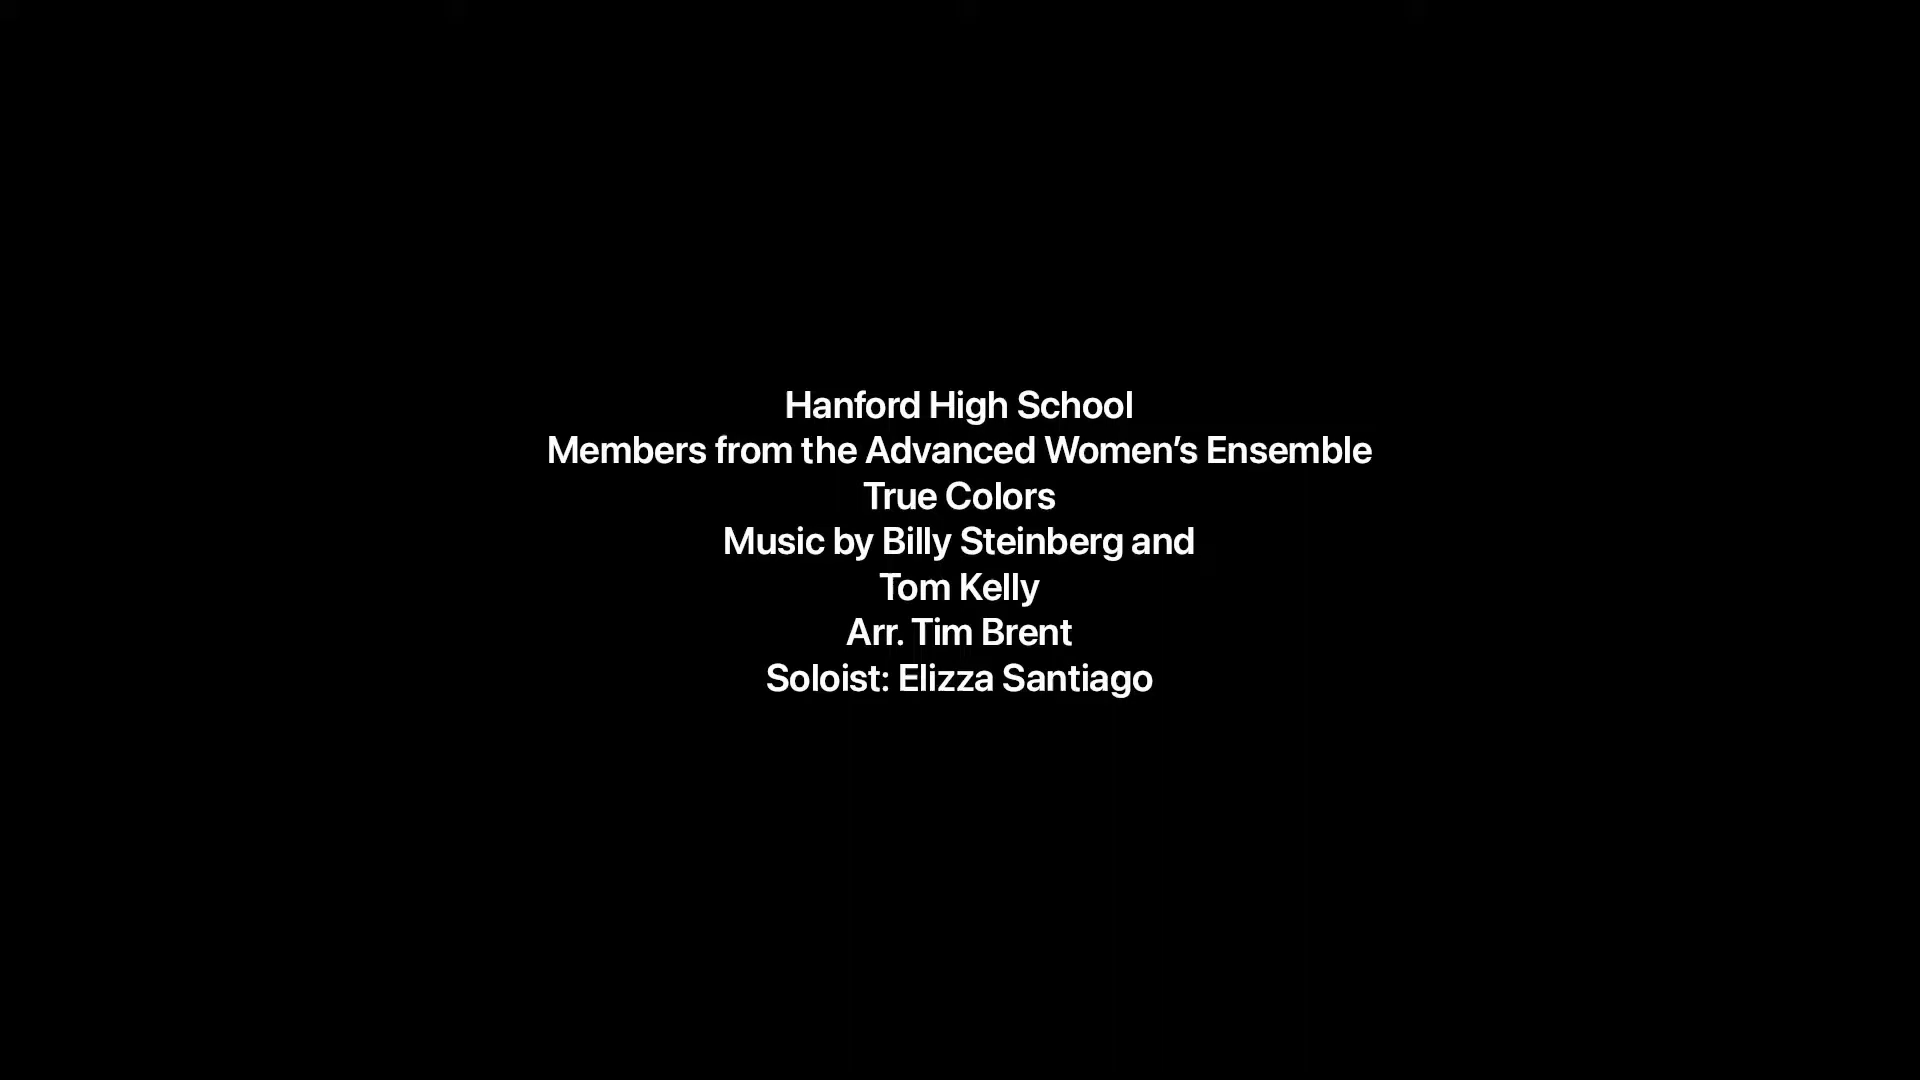 Hanford High School
Members from the Advanced Women’s Ensemble
True Colors
Music by Billy Steinberg and
Tom Kelly
Arr. Tim Brent
Soloist: Elizza Santiago